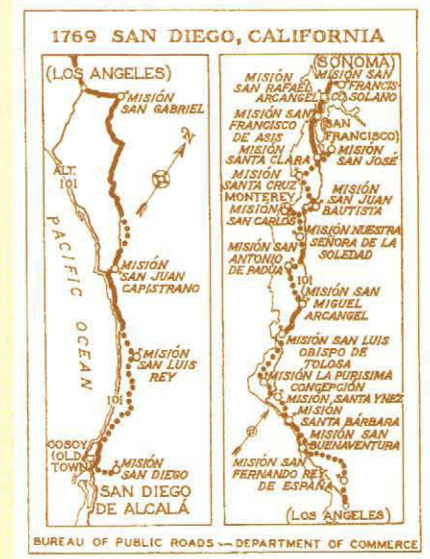 1769 SAN DIEGO, CALIFORNIA
(LOS ANGELES)
MISIÓN
SAN GABRIEL
ALT.
101
PACIFIC OCEAN
MISIÓN
SAN JUAN
CAPISTRANO
MISIÓN
SAN LUIS
REY
101
COSOY
(OLD
TOWN)
MISIÓN
SAN DIEGO
SAN DIEGO
DE ALCALÁ
(SONOMA)
MISIÓN SAN
FRANCIS-
CO SOLANO
MISIÓN
SAN RAFAEL
ARCANGEL
MISIÓN SAN
FRANCISCO
DE ASIS
(SAN
FRANCISCO)
MISIÓN
SANTA CLARA
MISIÓN
SAN JOSÉ
MISIÓN
SANTA CRUZ
MONTEREY
MISIÓN
SAN CARLOS
MISIÓN
SAN JUAN
BAUTISTA
MISIÓN NUESTRA
SEÑORA DE LA
SOLEDAD
MISIÓN SAN
ANTONIO
DE PADUA
101
MISIÓN SAN
MIGUEL
ARCANGEL
MISIÓN SAN LUIS
OBISPO DE
TOLOSA
MISIÓN LA PURISIMA
CONCEPCIÓN
MISIÓN, SANTA YNEZ
MISIÓN
SANTA BÁRBARA
MISIÓN SAN
BUENAVENTURA
MISIÓN SAN
FERNANDO REY
DE ESPAÑA
(LOS ANGELES)
BUREAU OF PUBLIC ROADS — DEPARTMENT OF COMMERCE